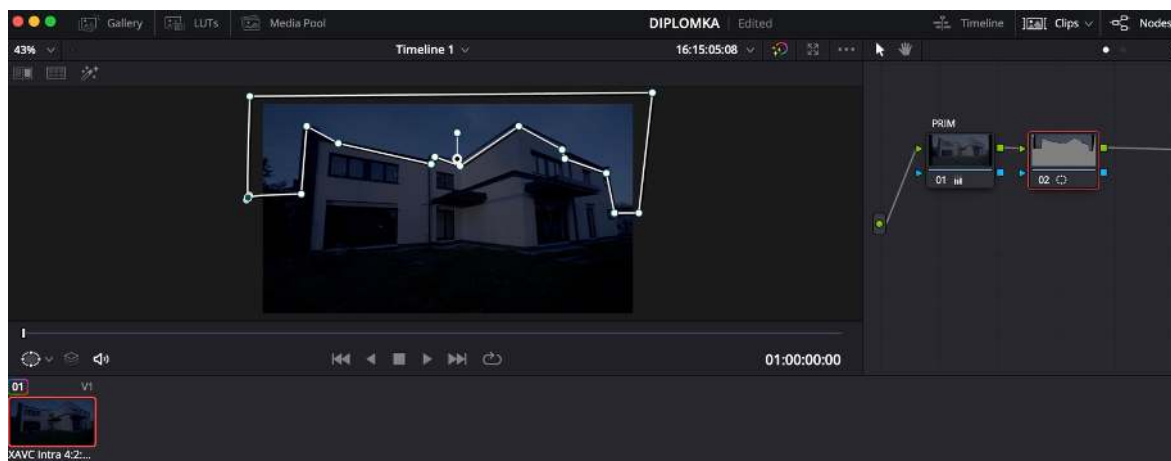 Gallery LUTs Media Pool DIPLOMKA Edited Timeline Clips Nodes
43% Timeline 1 16:15:05:08
PRIM
01 02
01:00:00:00
01 V1
XAVC Intra 4:2:...